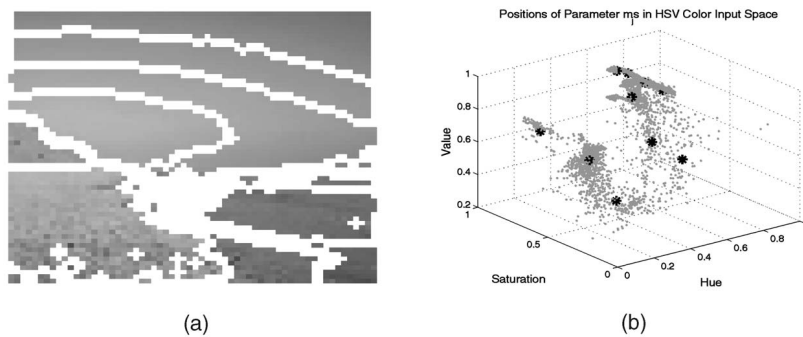 Positions of Parameter m_j s in HSV Color Input Space
1
0.8
0.6
0.4
0.2
1
0.5
0
0
0.2
0.4
0.6
0.8
Value
Saturation
Hue
(a)
(b)